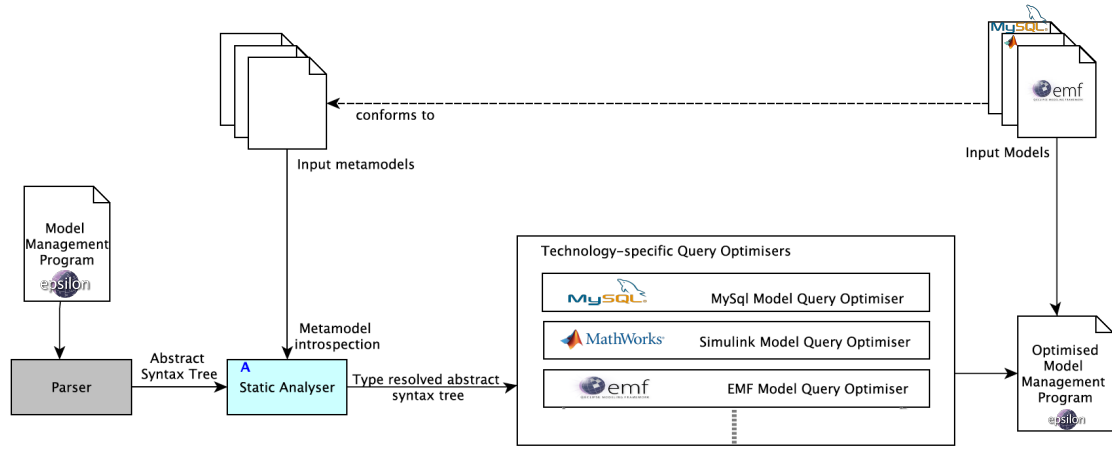 MySQL
emf
conforms to
Input metamodels
Input Models
Model
Management
Program
epsilon
Technology-specific Query Optimisers
MySQL
MySql Model Query Optimiser
Metamodel
introspection
MathWorks
Simulink Model Query Optimiser
Abstract
Syntax Tree
A
Parser
Static Analyser
Type resolved abstract
syntax tree
emf
EMF Model Query Optimiser
Optimised
Model
Management
Program
epsilon